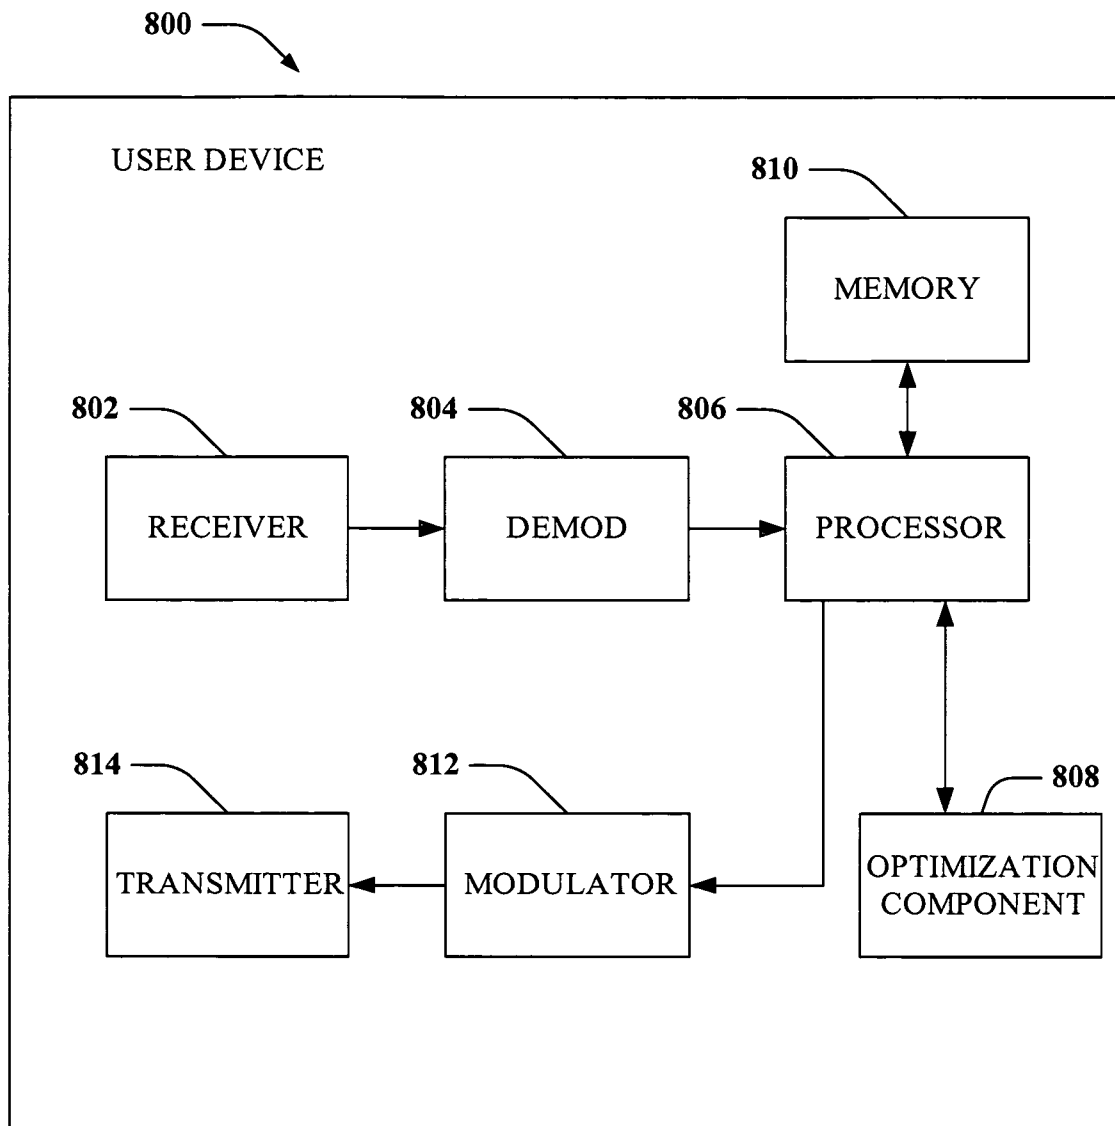 800
USER DEVICE
810
MEMORY
802
804
806
RECEIVER
DEMOD
PROCESSOR
814
812
808
TRANSMITTER
MODULATOR
OPTIMIZATION
COMPONENT